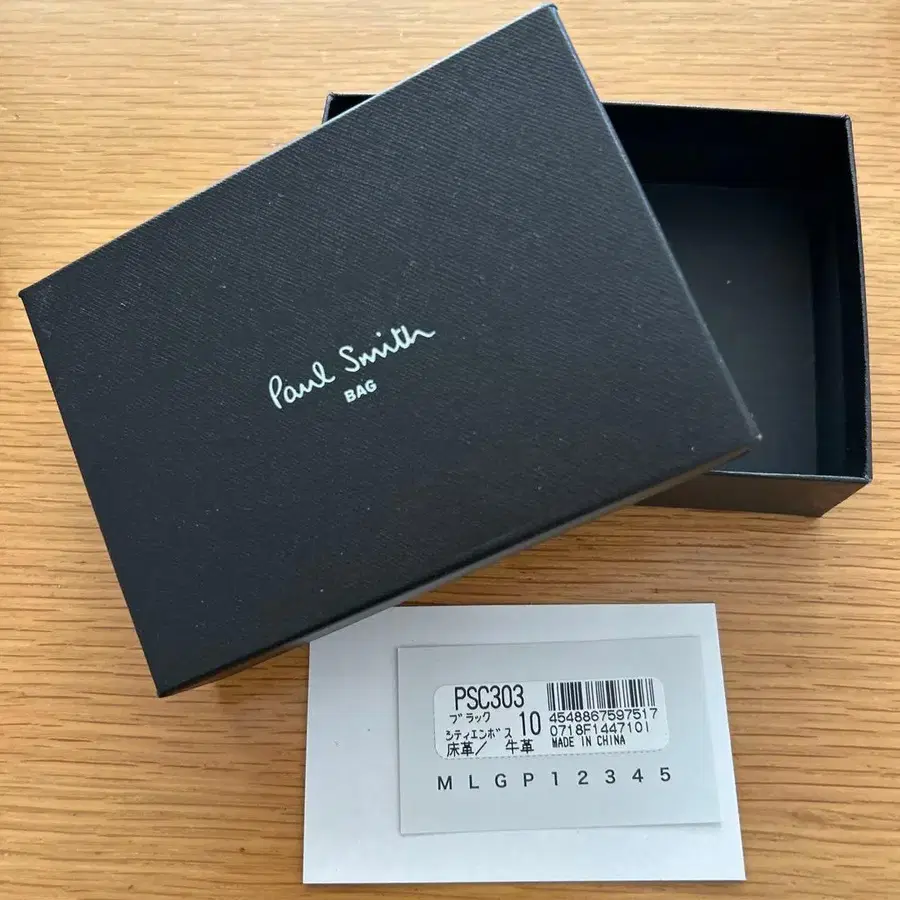 Paul Smith
BAG
PSC303
ブラック 10 4548867597517
シティエンボス 0718F1447101
床革/ 牛革 MADE IN CHINA
M L G P 1 2 3 4 5